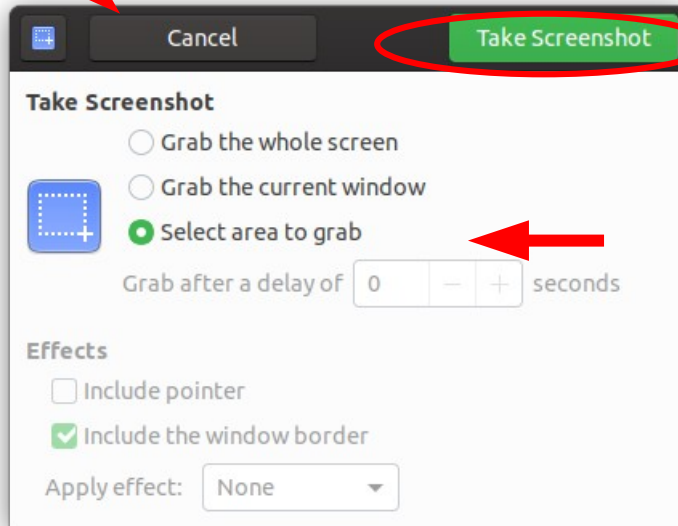 Cancel Take Screenshot
Take Screenshot
Grab the whole screen
Grab the current window
Select area to grab
Grab after a delay of 0 − + seconds
Effects
Include pointer
Include the window border
Apply effect: None